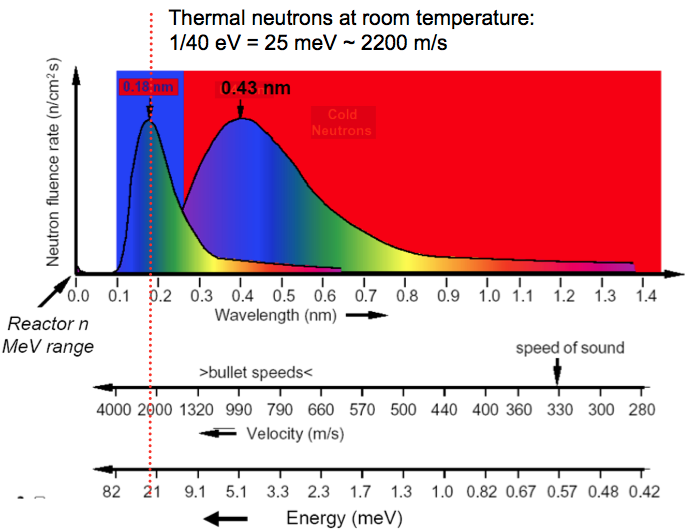 Thermal neutrons at room temperature:
1/40 eV = 25 meV ~ 2200 m/s
Neutron fluence rate (n/cm² s)
0.18 nm
0.43 nm
Cold
Neutrons
0.0 0.1 0.2 0.3 0.4 0.5 0.6 0.7 0.8 0.9 1.0 1.1 1.2 1.3 1.4
Wavelength (nm)
Reactor n
MeV range
speed of sound
>bullet speeds<
4000 2000 1320 990 790 660 570 500 440 400 360 330 300 280
Velocity (m/s)
82 21 9.1 5.1 3.3 2.3 1.7 1.3 1.0 0.82 0.67 0.57 0.48 0.42
Energy (meV)